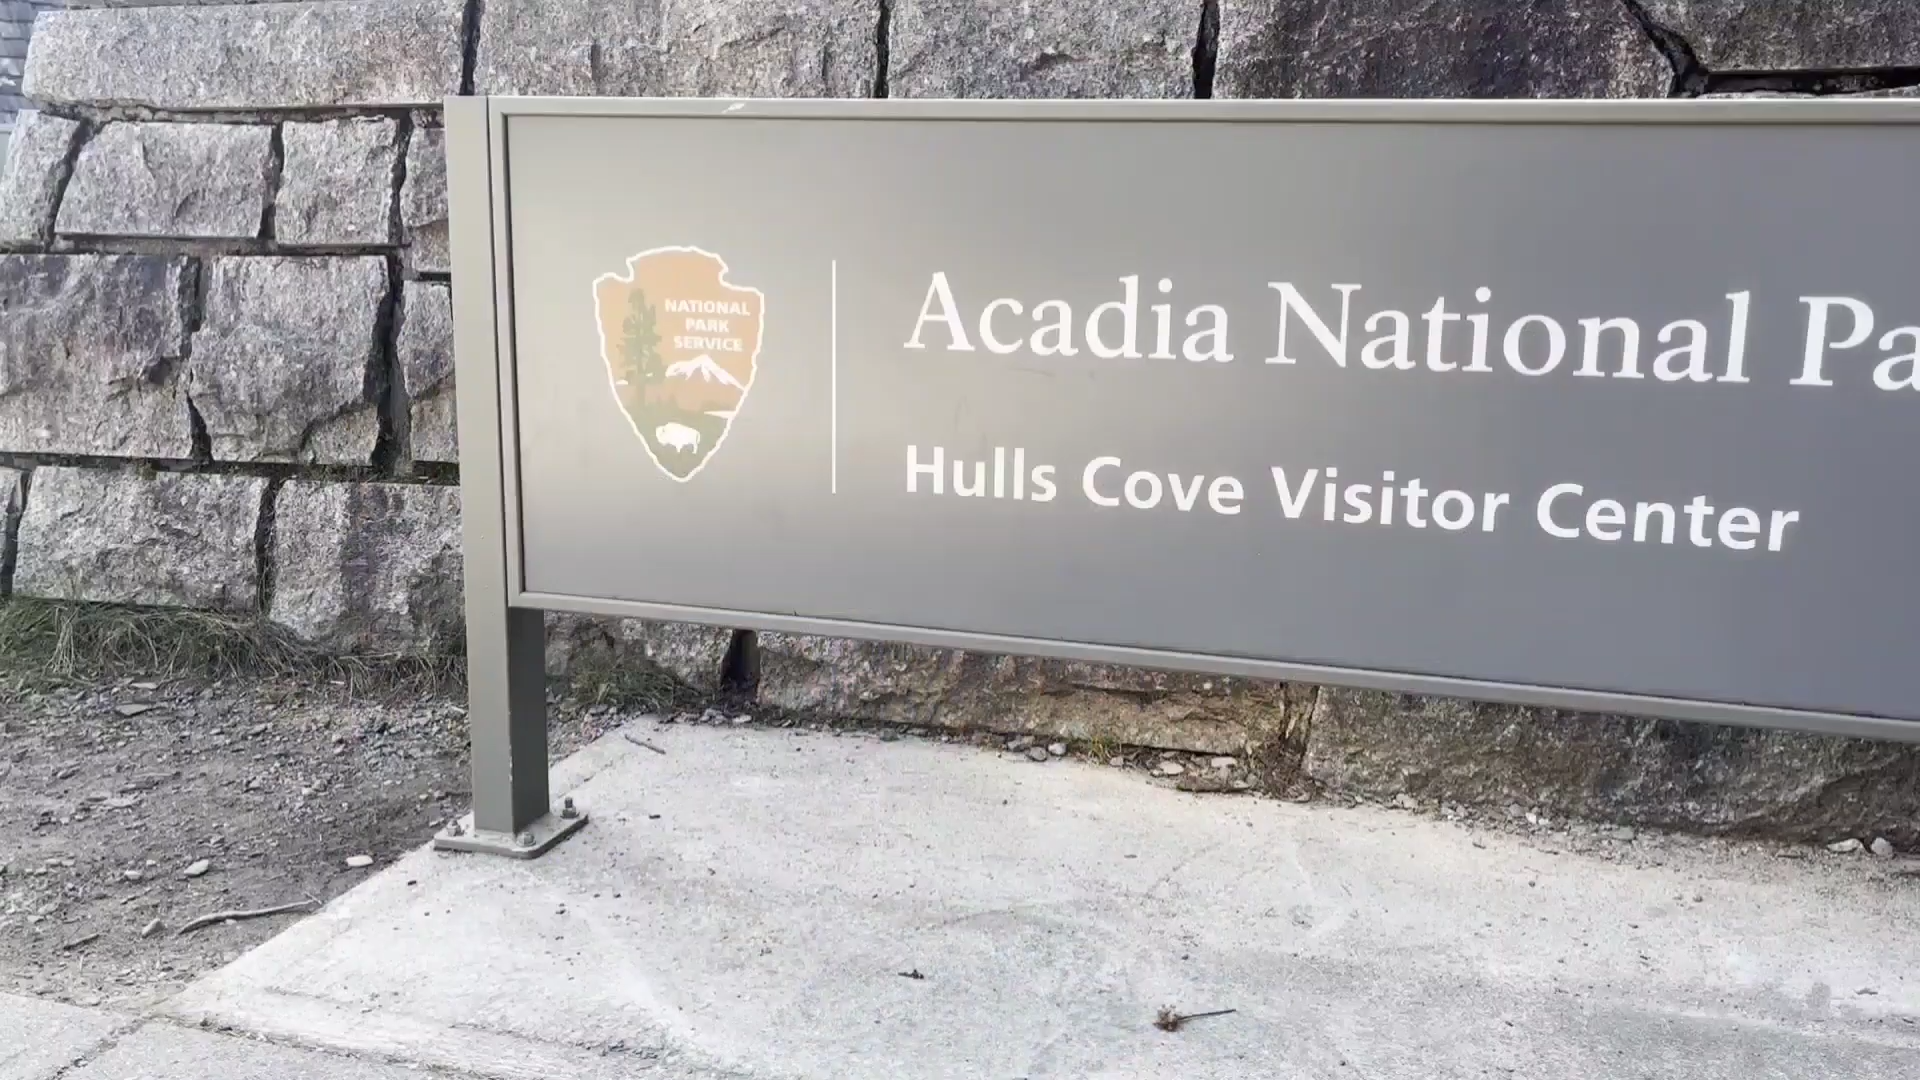 NATIONAL
PARK
SERVICE
Acadia National Pa
Hulls Cove Visitor Center